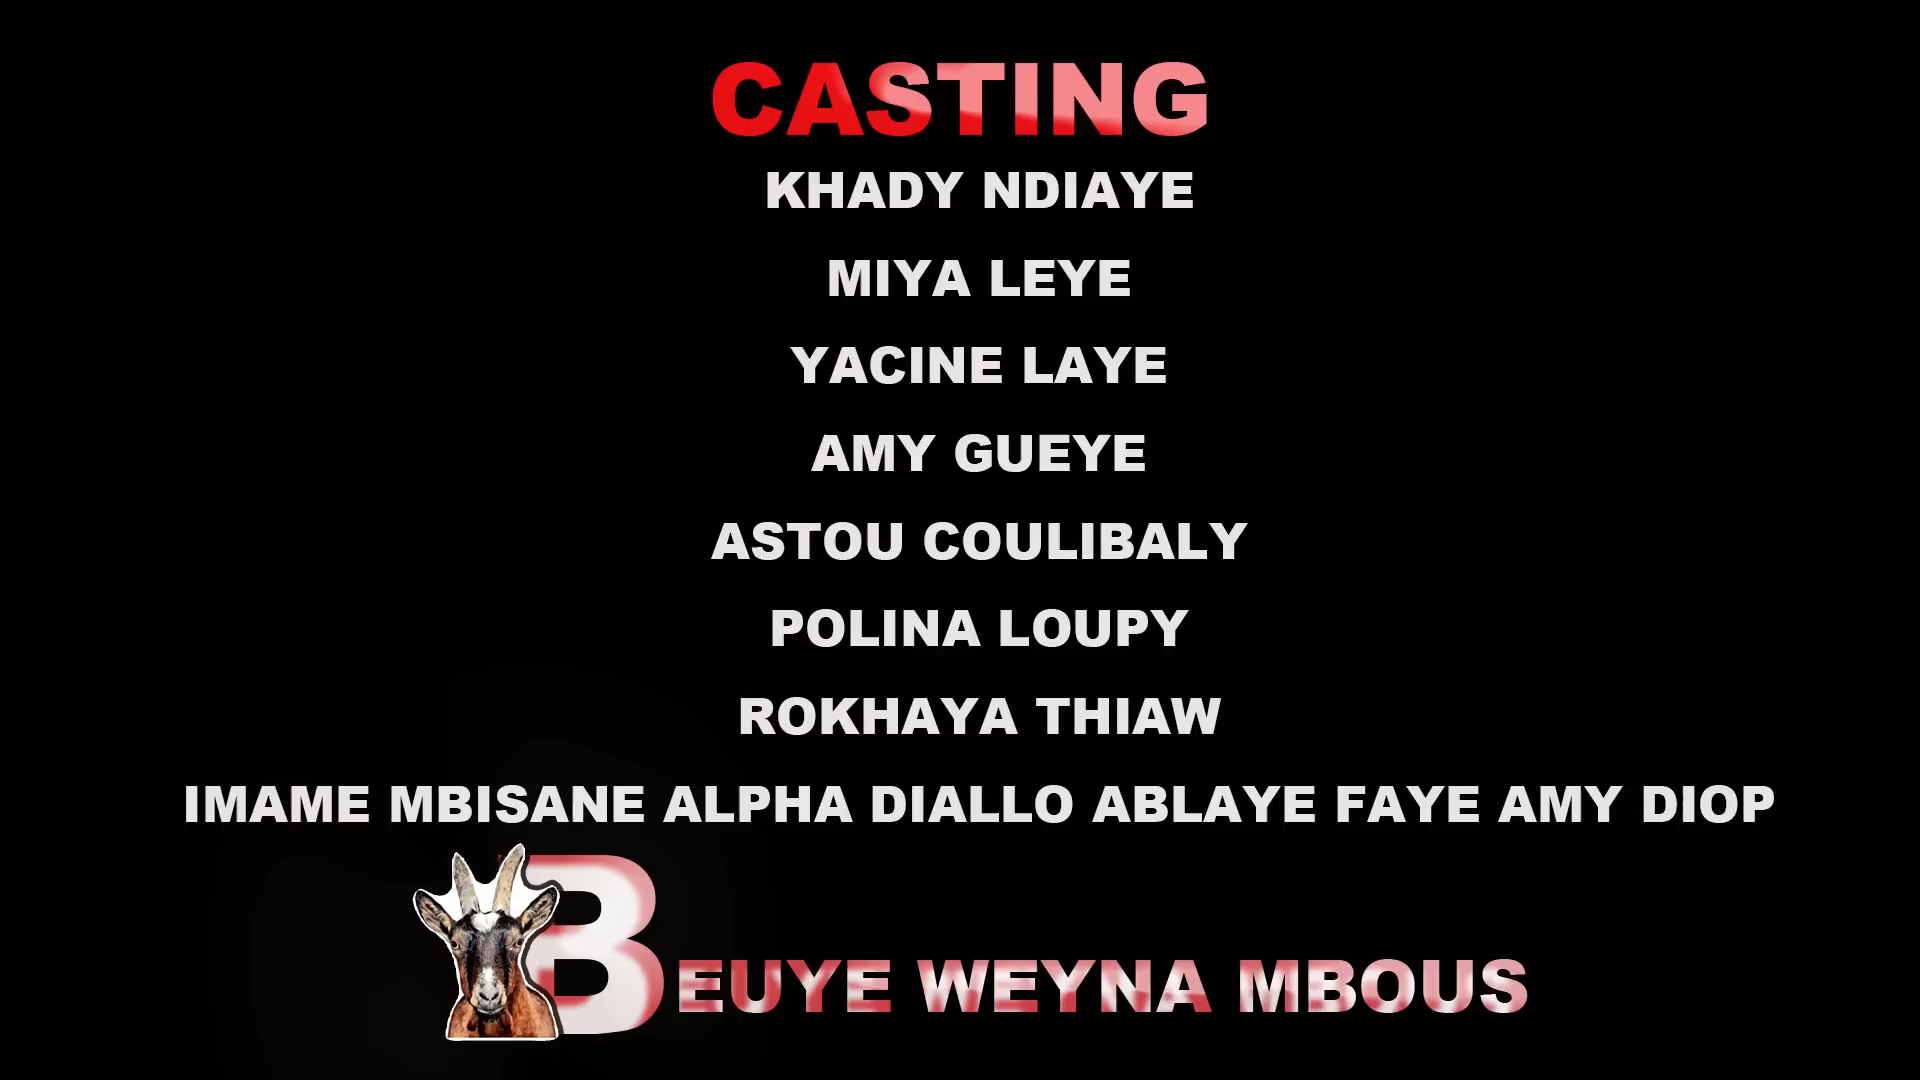 CASTING
KHADY NDIAYE
MIYA LEYE
YACINE LAYE
AMY GUEYE
ASTOU COULIBALY
POLINA LOUPY
ROKHAYA THIAW
IMAME MBISANE ALPHA DIALLO ABLAYE FAYE AMY DIOP
BEUYE WEYNA MBOUS